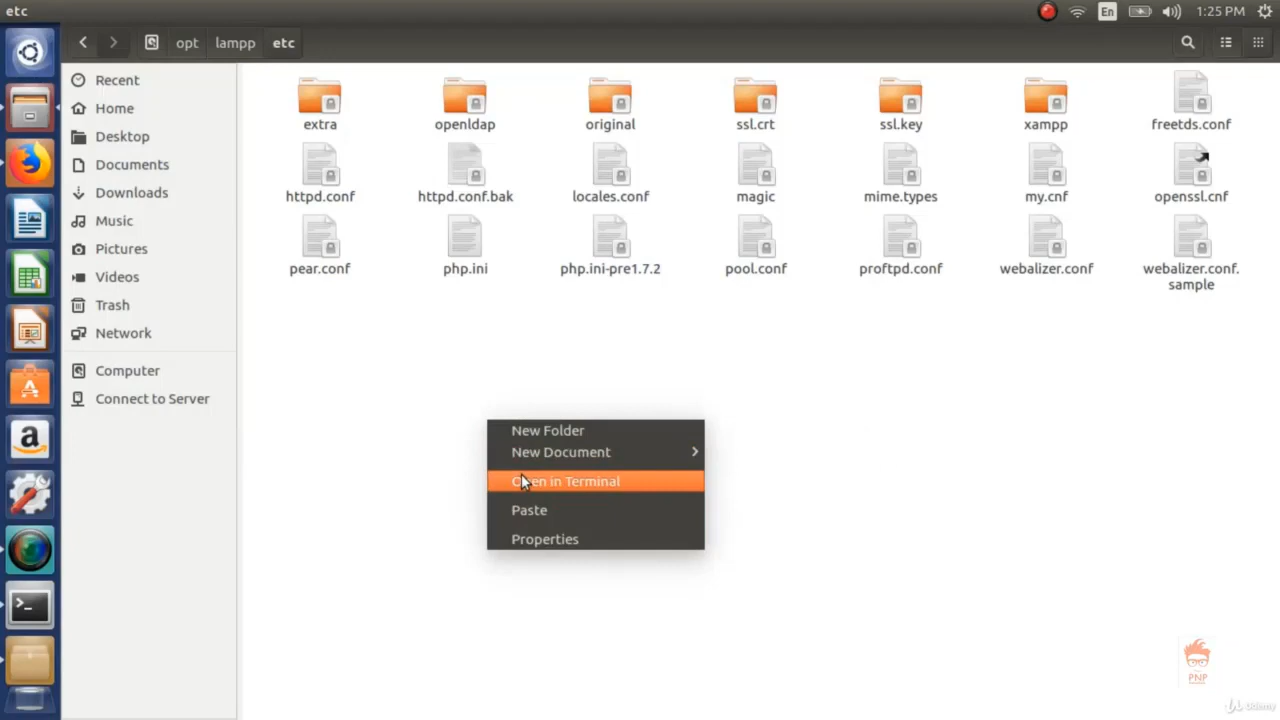 etc
En
1:25 PM
opt
lampp
etc
Recent
Home
Desktop
Documents
Downloads
Music
Pictures
Videos
Trash
Network
Computer
Connect to Server
extra
openldap
original
ssl.crt
ssl.key
xampp
freetds.conf
httpd.conf
httpd.conf.bak
locales.conf
magic
mime.types
my.cnf
openssl.cnf
pear.conf
php.ini
php.ini-pre1.7.2
pool.conf
proftpd.conf
webalizer.conf
webalizer.conf.
sample
New Folder
New Document
Open in Terminal
Paste
Properties
PNP
Udemy